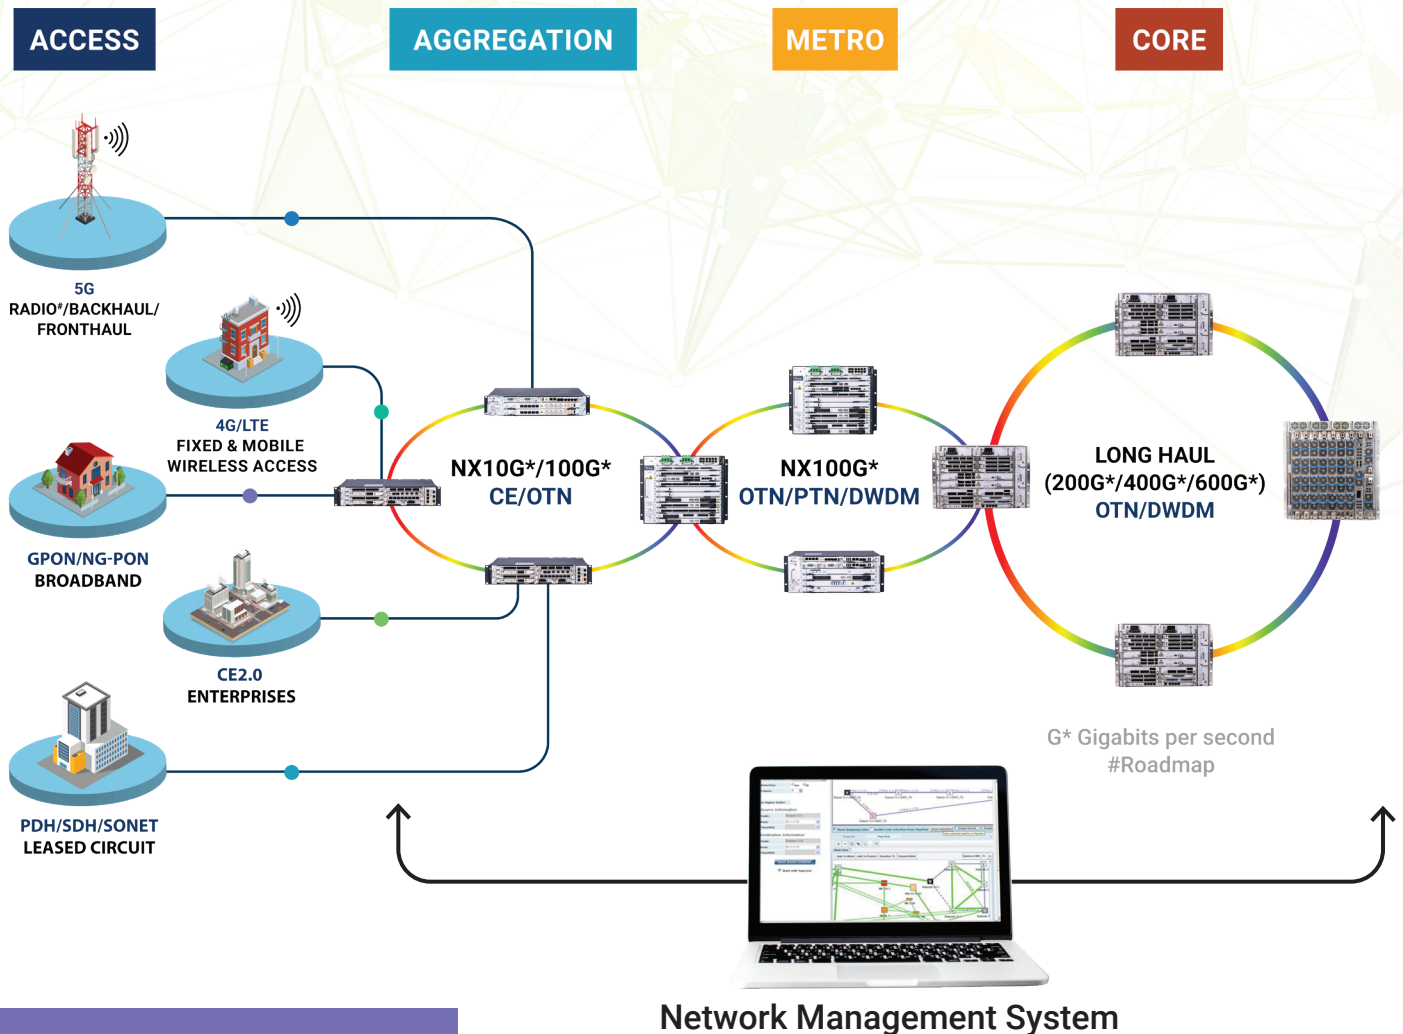 ACCESS
AGGREGATION
METRO
CORE
5G
RADIO#/BACKHAUL/
FRONTHAUL
4G/LTE
FIXED & MOBILE
WIRELESS ACCESS
GPON/NG-PON
BROADBAND
CE2.0
ENTERPRISES
PDH/SDH/SONET
LEASED CIRCUIT
NX10G*/100G*
CE/OTN
NX100G*
OTN/PTN/DWDM
LONG HAUL
(200G*/400G*/600G*)
OTN/DWDM
G* Gigabits per second
#Roadmap
Network Management System